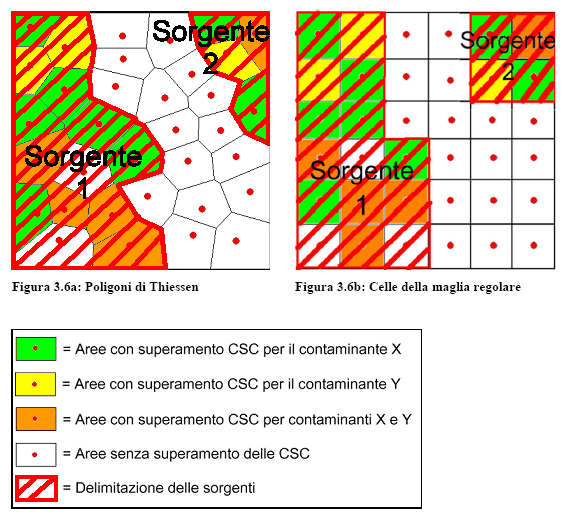 Sorgente
2
Sorgente
1
Sorgente
2
Sorgente
1
Figura 3.6a: Poligoni di Thiessen
Figura 3.6b: Celle della maglia regolare
= Aree con superamento CSC per il contaminante X
= Aree con superamento CSC per il contaminante Y
= Aree con superamento CSC per contaminanti X e Y
= Aree senza superamento delle CSC
= Delimitazione delle sorgenti